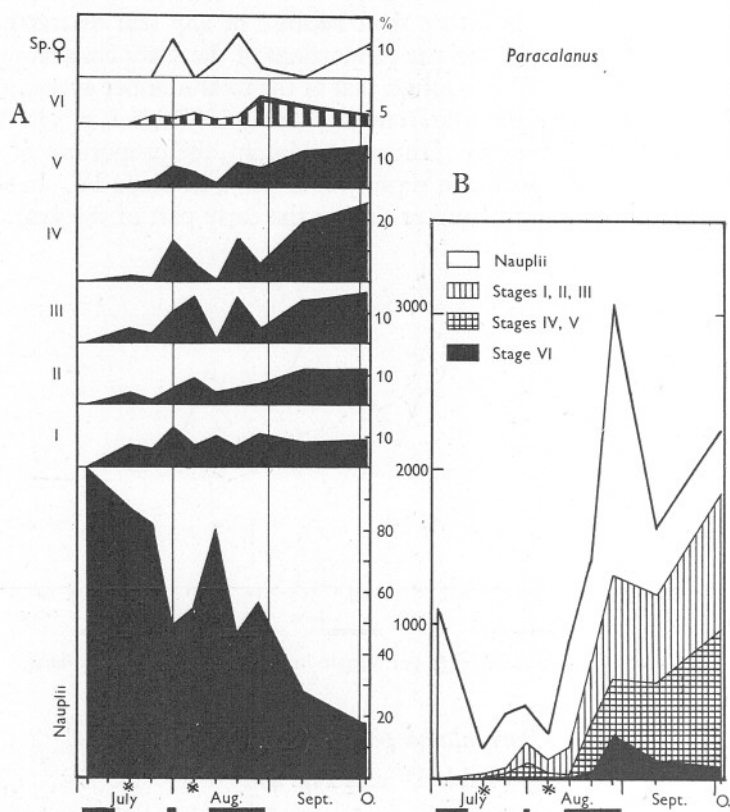 Sp.♀
%
10
Paracalanus
A
VI
5
V
10
B
IV
20
Nauplii
Stages I, II, III
Stages IV, V
Stage VI
III
10
3000
II
10
I
10
2000
80
60
1000
40
20
Nauplii
July * * Aug. Sept. O.
July * * Aug. Sept. O.